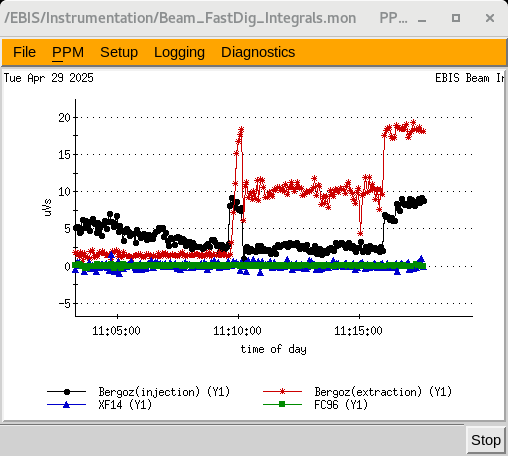 /EBIS/Instrumentation/Beam_FastDig_Integrals.mon PP...
File PPM Setup Logging Diagnostics
Tue Apr 29 2025 EBIS Beam
20
15
10
uVs
5
0
-5
11:05:00 11:10:00 11:15:00
time of day
Bergoz(injection) (Y1) Bergoz(extraction) (Y1)
XF14 (Y1) FC96 (Y1)
Stop